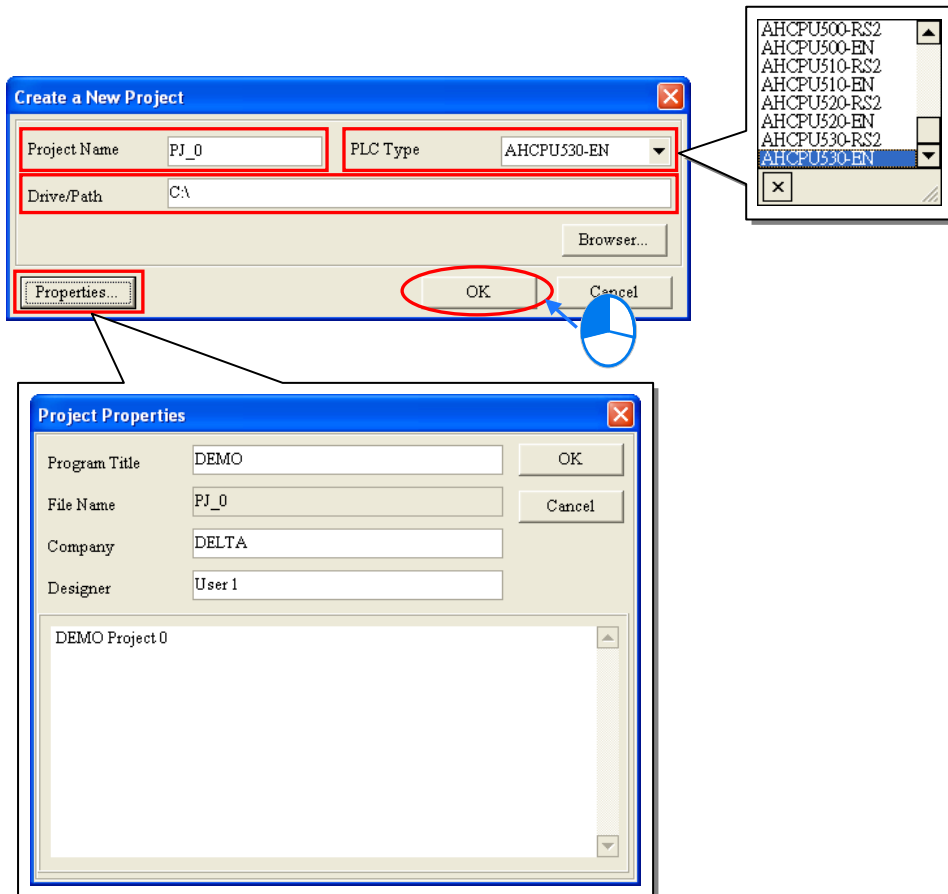 AHCPU500-RS2
AHCPU500-EN
AHCPU510-RS2
AHCPU510-EN
AHCPU520-RS2
AHCPU520-EN
AHCPU530-RS2
AHCPU530-EN
Create a New Project
Project Name PJ_0 PLC Type AHCPU530-EN
Drive/Path C:\
Browser...
Properties... OK Cancel
Project Properties
Program Title DEMO OK
File Name PJ_0 Cancel
Company DELTA
Designer User 1
DEMO Project 0